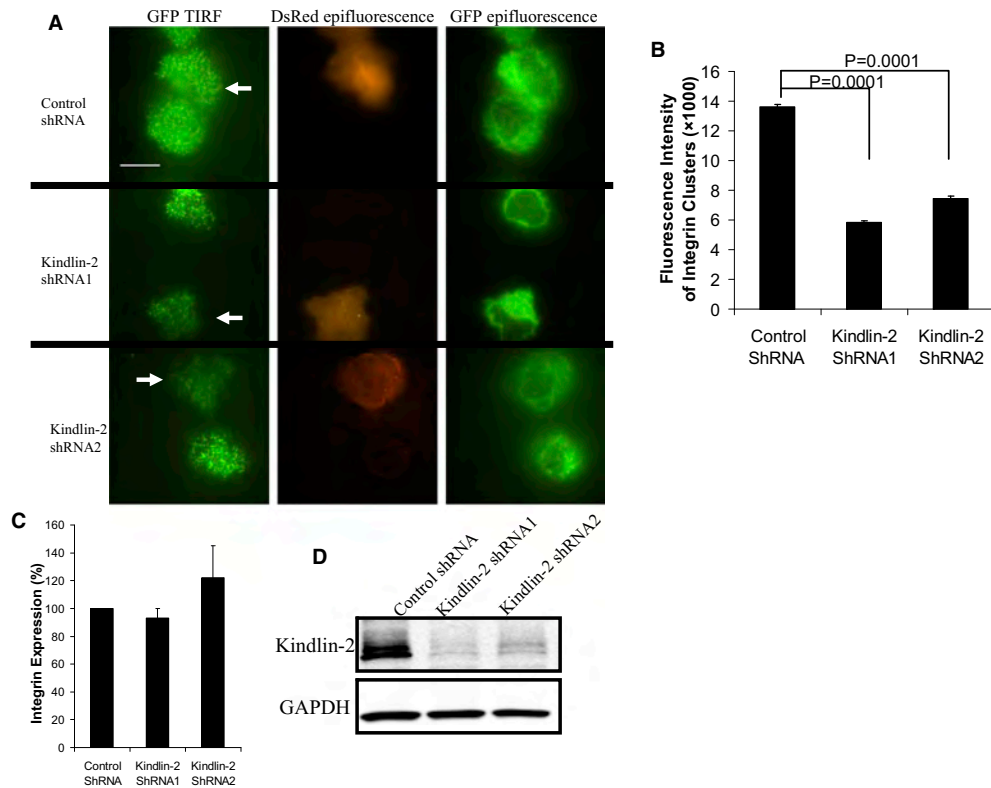 A
GFP TIRF
DsRed epifluorescence
GFP epifluorescence
Control
shRNA
Kindlin-2
shRNA1
Kindlin-2
shRNA2
B
P=0.0001
P=0.0001
Fluorescence Intensity
of Integrin Clusters (×1000)
16
14
12
10
8
6
4
2
0
Control
ShRNA
Kindlin-2
ShRNA1
Kindlin-2
ShRNA2
C
Integrin Expression (%)
160
140
120
100
80
60
40
20
0
Control
ShRNA
Kindlin-2
ShRNA1
Kindlin-2
ShRNA2
D
Control shRNA
Kindlin-2 shRNA1
Kindlin-2 shRNA2
Kindlin-2
GAPDH